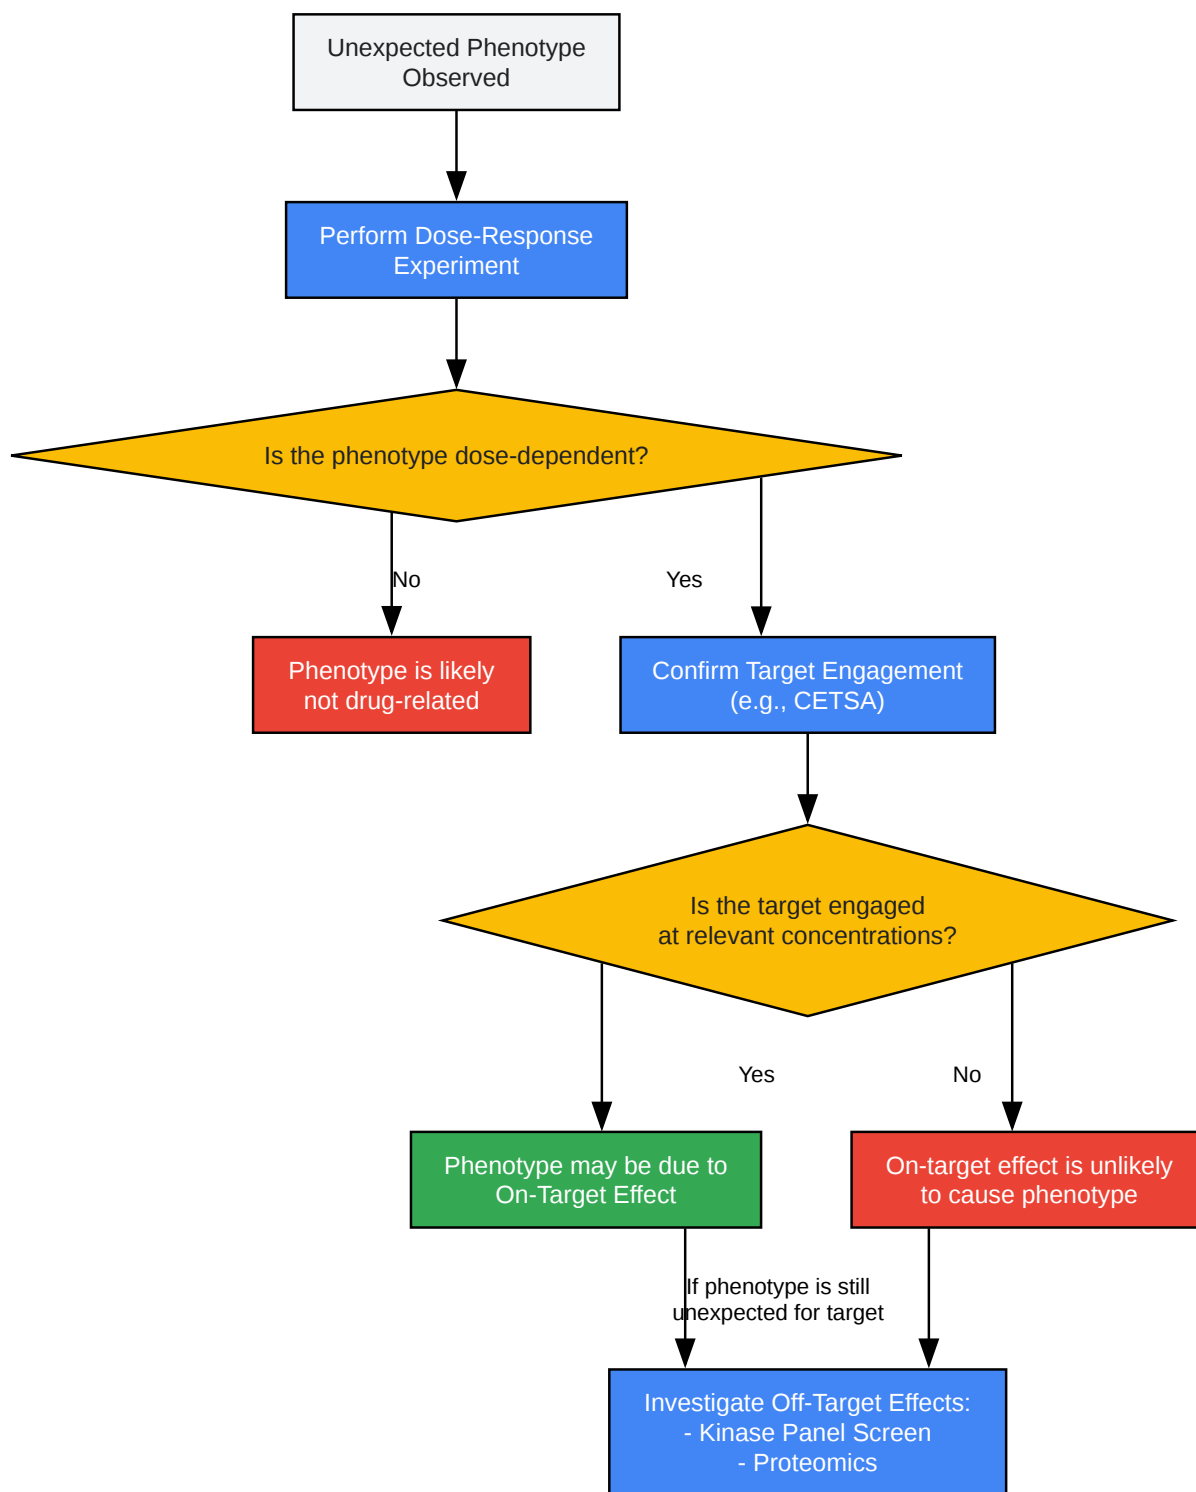 Unexpected Phenotype
Observed
Perform Dose-Response
Experiment
Is the phenotype dose-dependent?
No
Yes
Phenotype is likely
not drug-related
Confirm Target Engagement
(e.g., CETSA)
Is the target engaged
at relevant concentrations?
Yes
No
Phenotype may be due to
On-Target Effect
On-target effect is unlikely
to cause phenotype
If phenotype is still
unexpected for target
Investigate Off-Target Effects:
- Kinase Panel Screen
- Proteomics